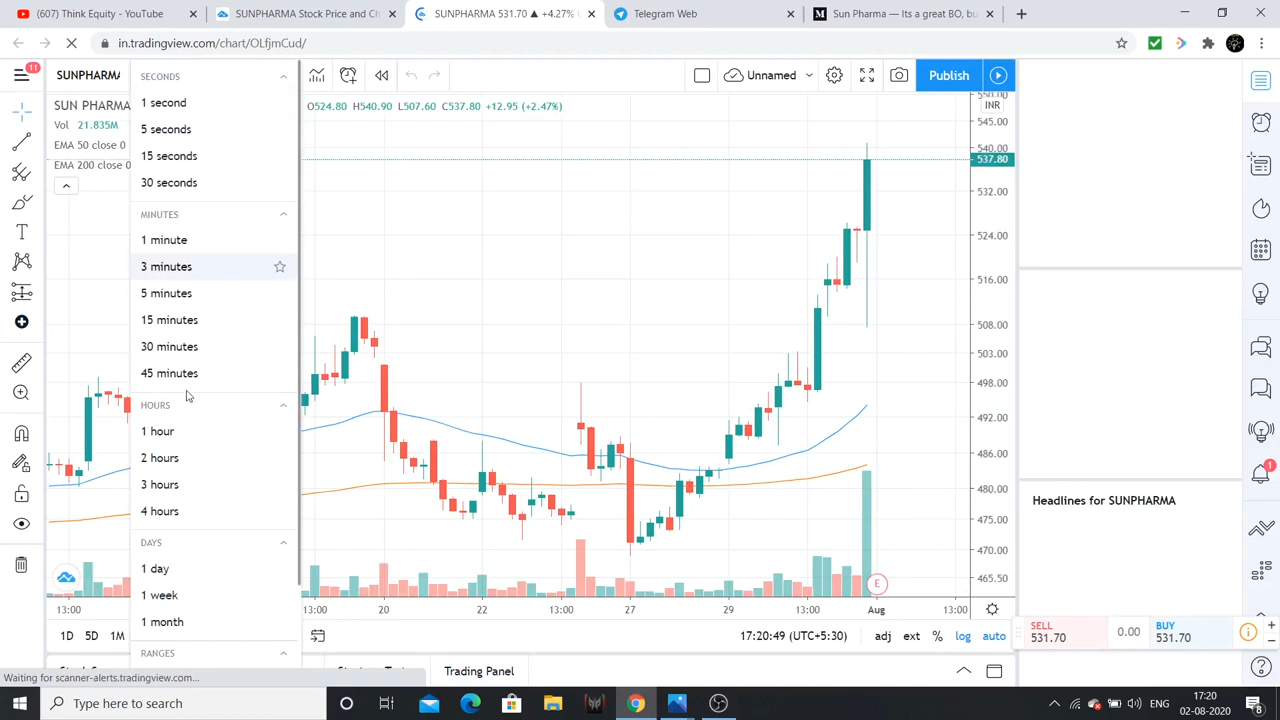 (607) Think Equity - YouTube
SUNPHARMA Stock Price and Ch
SUNPHARMA 531.70 ▲ +4.27%
Telegram Web
Sun Pharma — Its a great BO, bu
in.tradingview.com/chart/OLfjmCud/
11
SUNPHARMA
Unnamed
Publish
SUN PHARMA
O524.80 H540.90 L507.60 C537.80 +12.95 (+2.47%)
Vol 21.835M
EMA 50 close 0
EMA 200 close 0
SECONDS
1 second
5 seconds
15 seconds
30 seconds
MINUTES
1 minute
3 minutes
5 minutes
15 minutes
30 minutes
45 minutes
HOURS
1 hour
2 hours
3 hours
4 hours
DAYS
1 day
1 week
1 month
RANGES
550.00
INR
545.00
540.00
537.80
532.00
524.00
516.00
508.00
503.00
498.00
492.00
486.00
480.00
475.00
470.00
465.50
E
13:00
13:00
20
22
13:00
27
29
13:00
Aug
13:00
1D 5D 1M
17:20:49 (UTC+5:30)
adj ext % log auto
Headlines for SUNPHARMA
1
SELL
531.70
0.00
BUY
531.70
Trading Panel
Waiting for scanner-alerts.tradingview.com...
Type here to search
ENG
17:20
02-08-2020
8